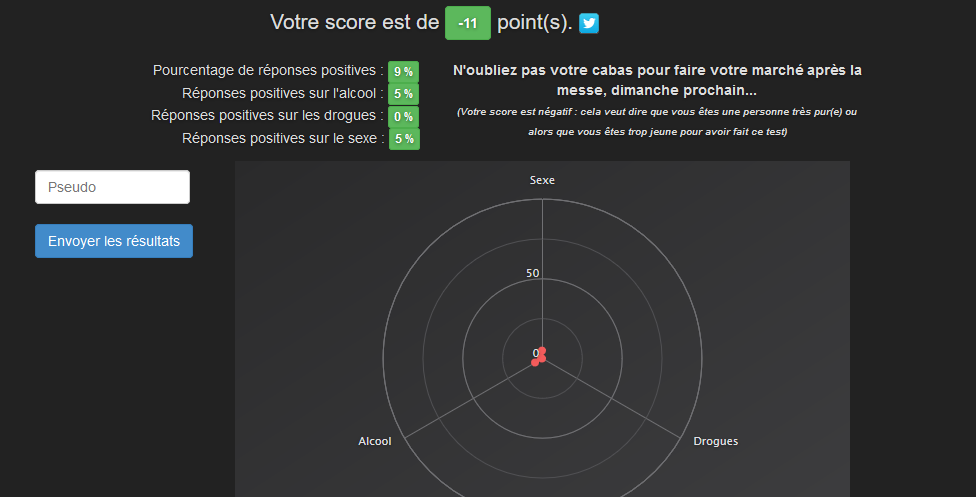 Votre score est de -11 point(s).
Pourcentage de réponses positives : 9 %
Réponses positives sur l'alcool : 5 %
Réponses positives sur les drogues : 0 %
Réponses positives sur le sexe : 5 %
N'oubliez pas votre cabas pour faire votre marché après la
messe, dimanche prochain...
(Votre score est négatif : cela veut dire que vous êtes une personne très pur(e) ou
alors que vous êtes trop jeune pour avoir fait ce test)
Pseudo
Envoyer les résultats
Sexe
50
0
Alcool
Drogues